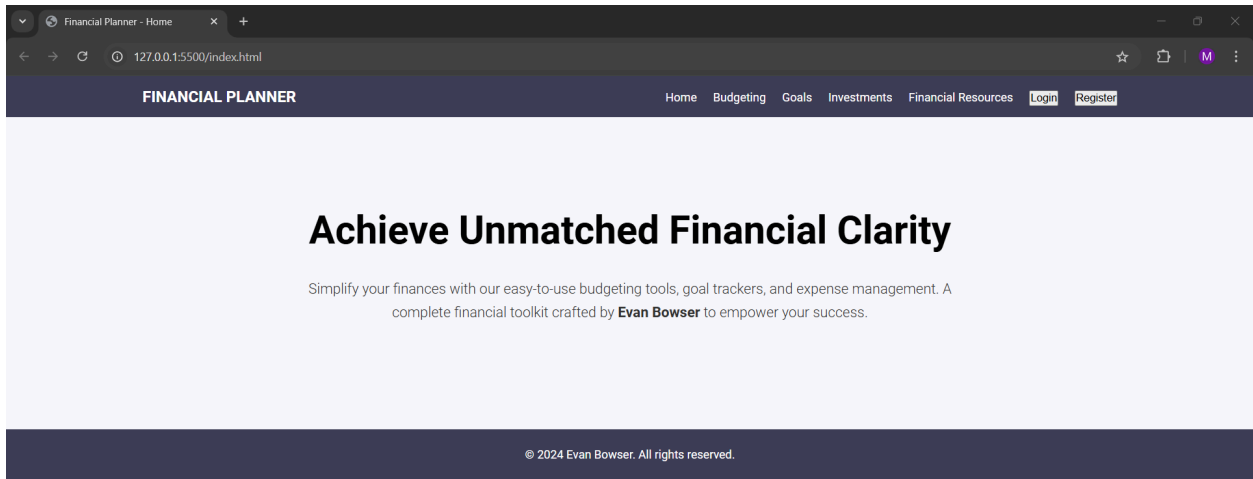 Financial Planner - Home
127.0.0.1:5500/index.html
M
FINANCIAL PLANNER
Home Budgeting Goals Investments Financial Resources Login Register
Achieve Unmatched Financial Clarity
Simplify your finances with our easy-to-use budgeting tools, goal trackers, and expense management. A
complete financial toolkit crafted by Evan Bowser to empower your success.
© 2024 Evan Bowser. All rights reserved.